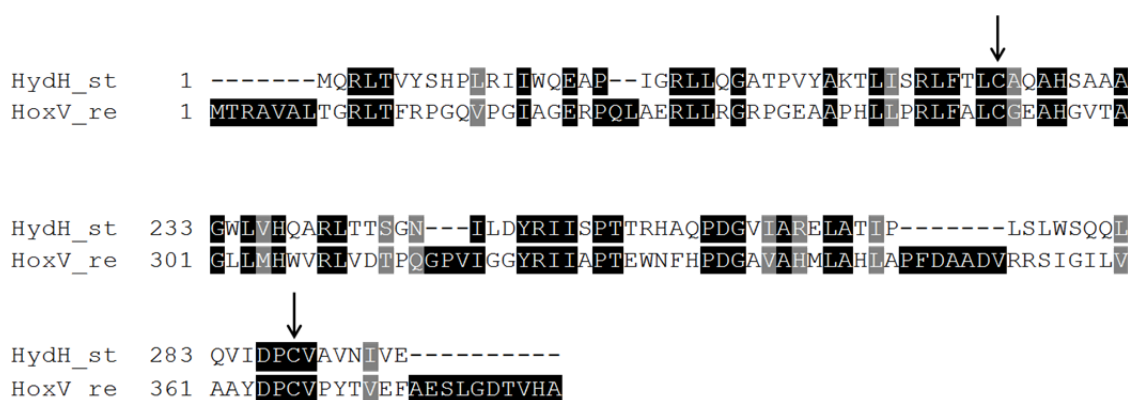 HydH_st 1 -------MQRLTVYSHPLRIIWQEAP--IGRLLQGATPVYAKTLISRLFTLCAQAHSAAA
HoxV_re 1 MTRAVALTGRLTFRPGQVPGIAGERPQLAERLLRGRPGEAAPHLLPRLFALCGEAHGVTA
HydH_st 233 GWLVHQARLTTSGN---ILDYRIISPTTRHAQPDGVIARELATIP-------LSLWSQQL
HoxV_re 301 GLLMHWVRLVDTPQGPVIGGYRIIAPTEWNFHPDGAVAHMLAHLAPFDAADVRRSIGILV
HydH_st 283 QVIDPCVAVNIVE----------
HoxV_re 361 AAYDPCVPYTVEFAESLGDTVHA